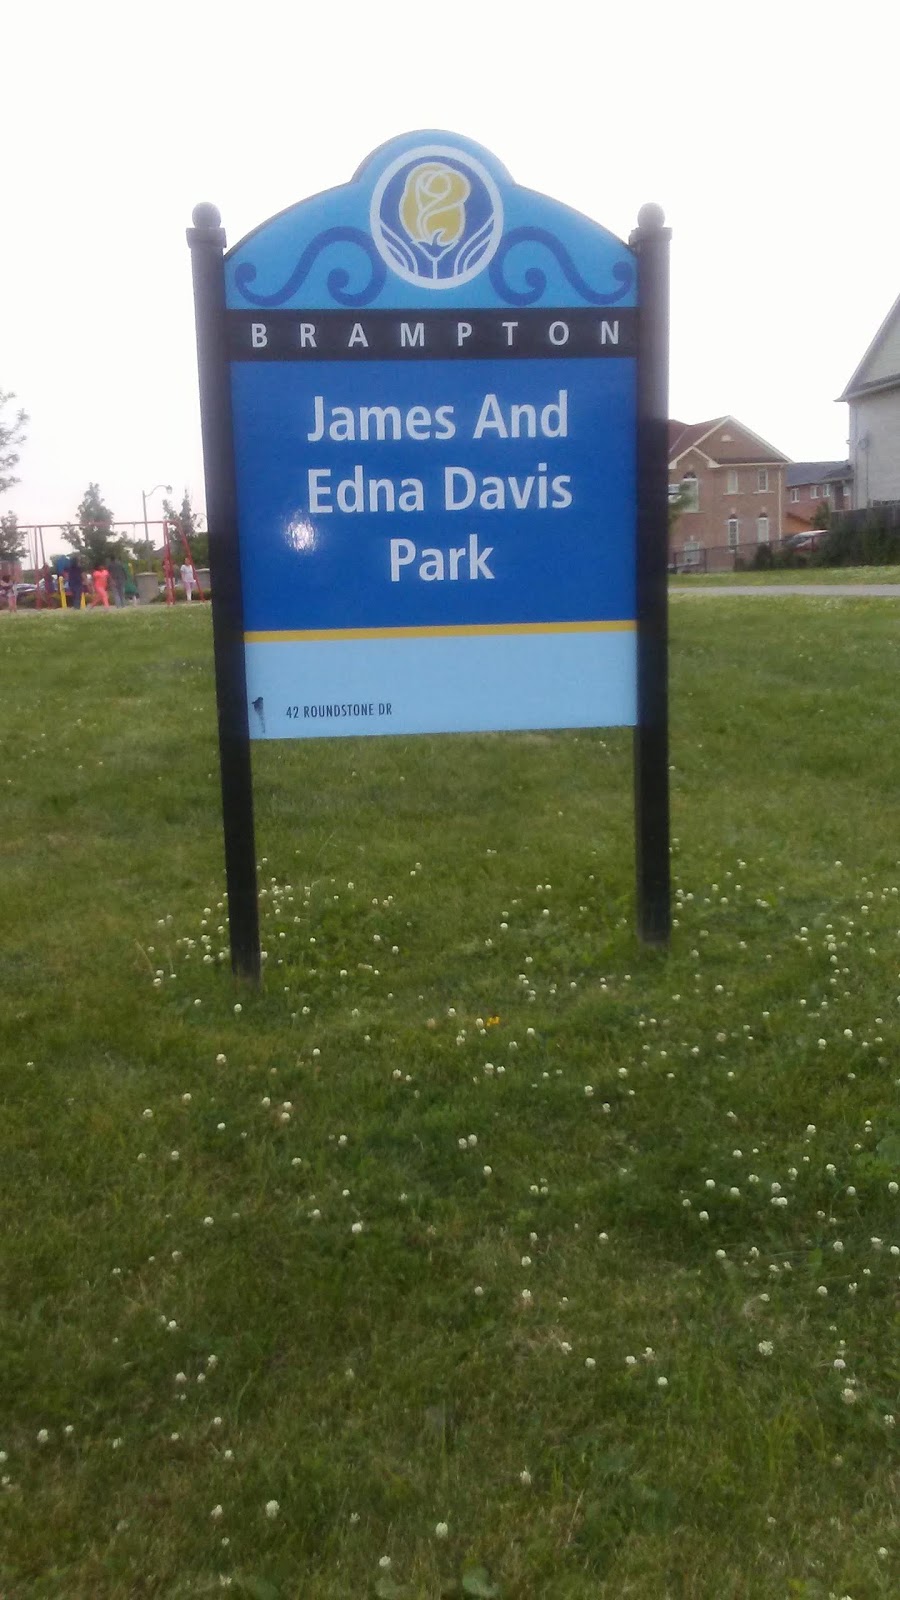 BRAMPTON
James And
Edna Davis
Park
42 ROUNDSTONE DR